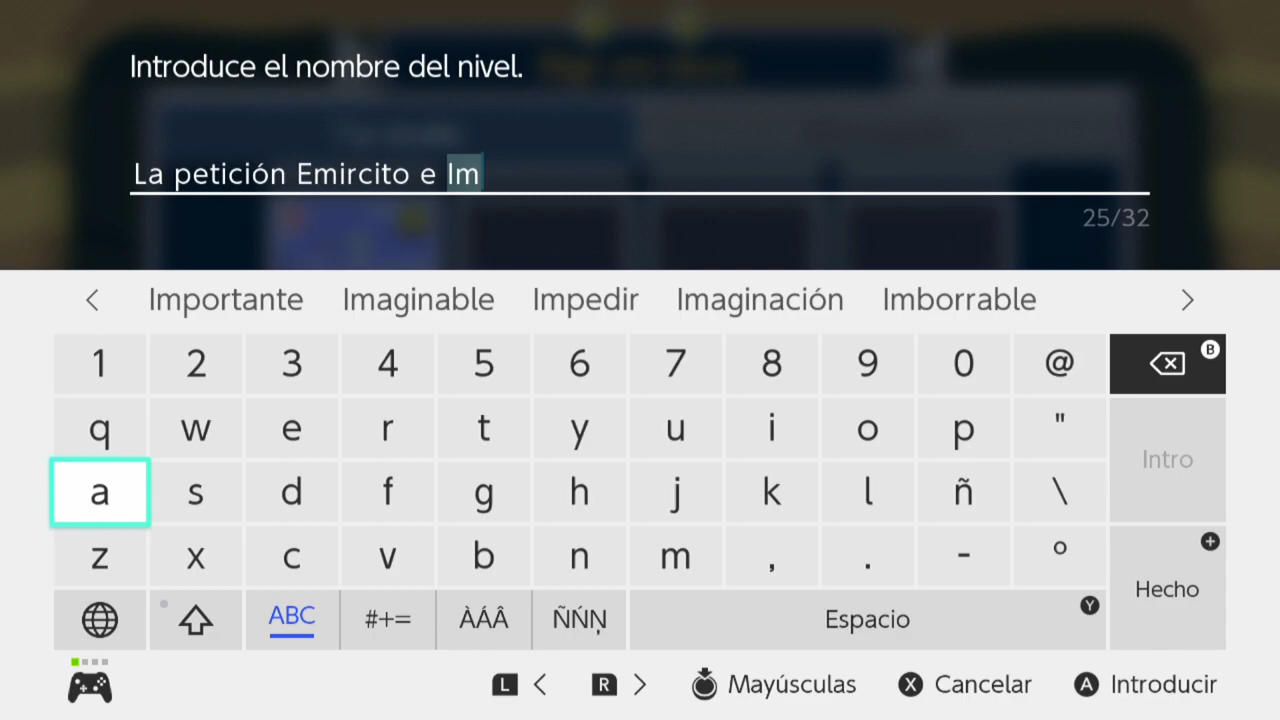 Introduce el nombre del nivel.
La petición Emircito e Im
25/32
Importante Imaginable Impedir Imaginación Imborrable
1 2 3 4 5 6 7 8 9 0 @ B
q w e r t y u i o p " Intro
a s d f g h j k l ñ \
z x c v b n m , . - º + Hecho
ABC #+= ÀÁÂ ÑŃŅ Espacio Y
L R Mayúsculas X Cancelar A Introducir